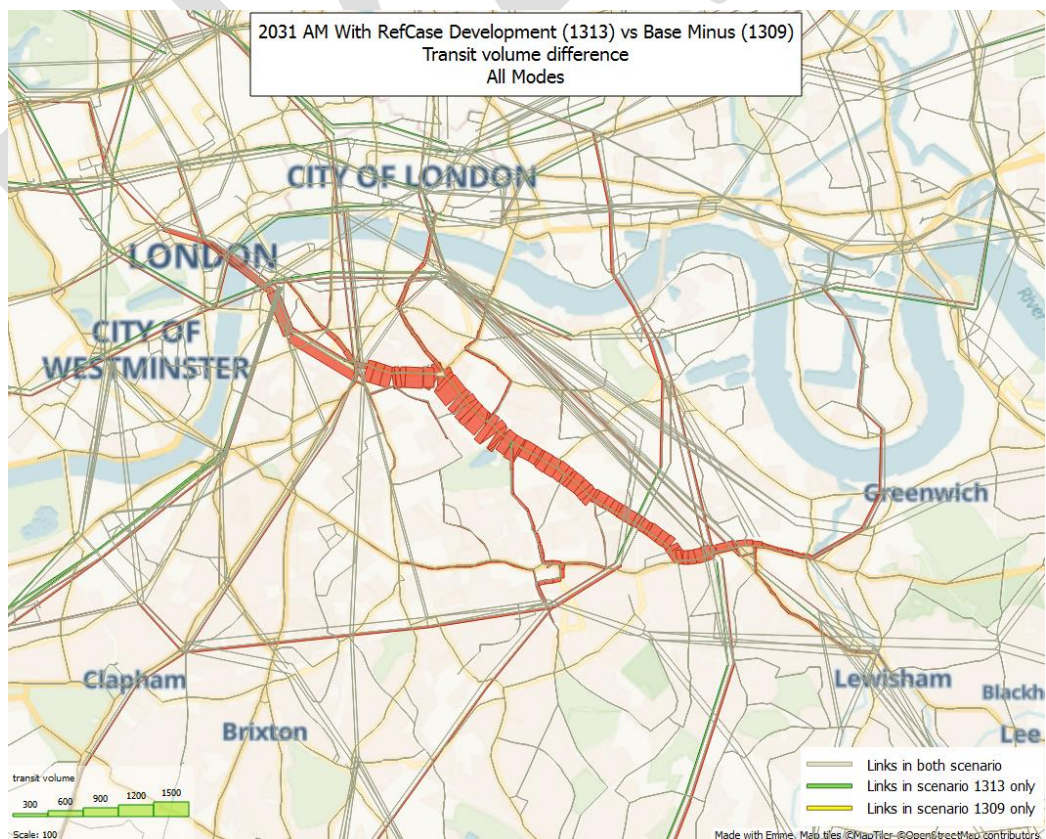 2031 AM With RefCase Development (1313) vs Base Minus (1309)
Transit volume difference
All Modes
CITY OF LONDON
LONDON
CITY OF
WESTMINSTER
River
Greenwich
Clapham
Lewisham
Blackhe
Brixton
Lee
transit volume
300 600 900 1200 1500
Scale: 100
Links in both scenario
Links in scenario 1313 only
Links in scenario 1309 only
Made with Emme. Map tiles ©MapTiler ©OpenStreetMap contributors